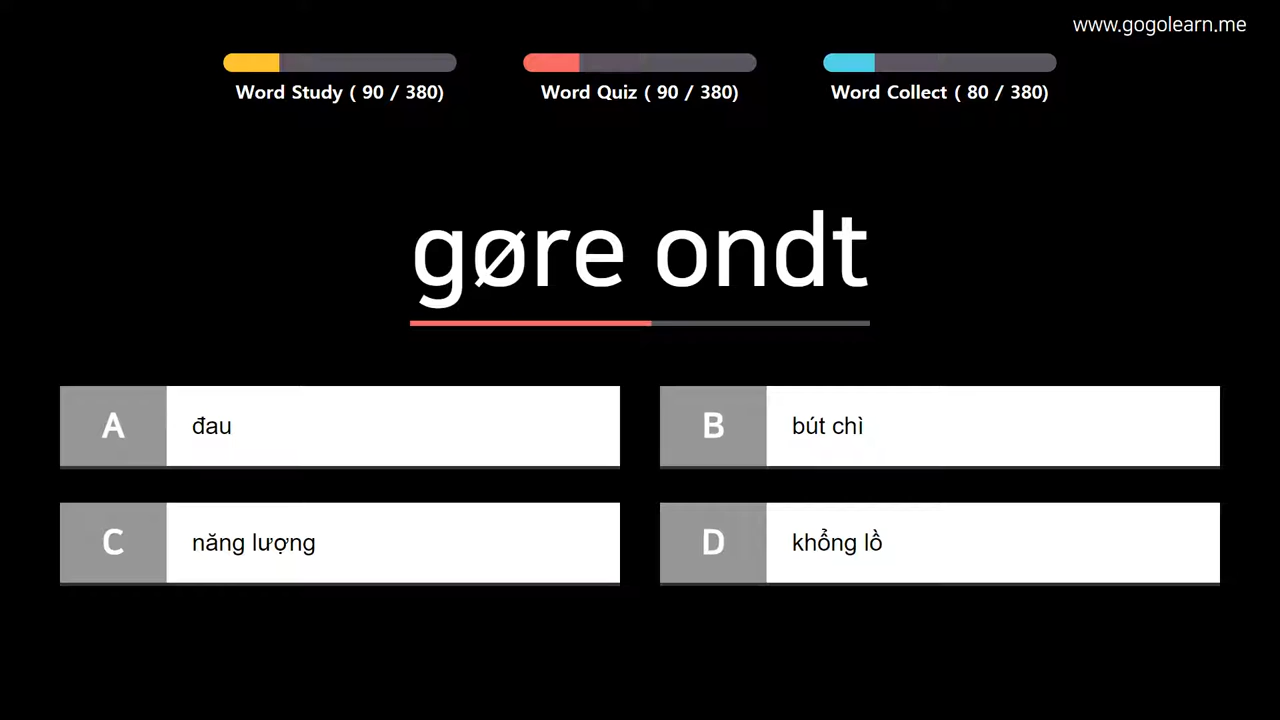 www.gogolearn.me
Word Study ( 90 / 380)
Word Quiz ( 90 / 380)
Word Collect ( 80 / 380)
gøre ondt
A đau
B bút chì
C năng lượng
D khổng lồ